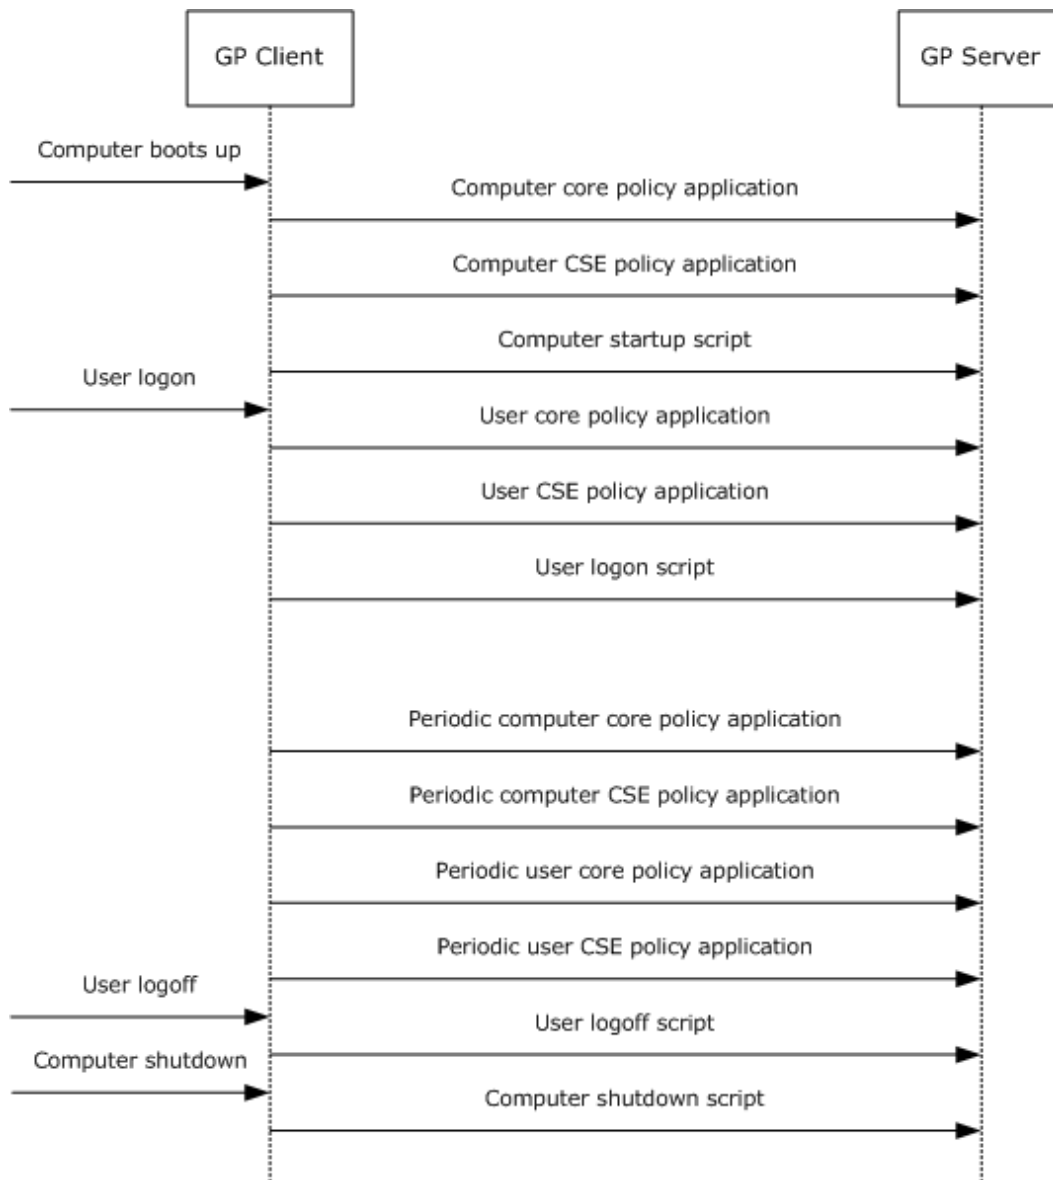 GP Client
GP Server
Computer boots up
Computer core policy application
Computer CSE policy application
Computer startup script
User logon
User core policy application
User CSE policy application
User logon script
Periodic computer core policy application
Periodic computer CSE policy application
Periodic user core policy application
Periodic user CSE policy application
User logoff
User logoff script
Computer shutdown
Computer shutdown script